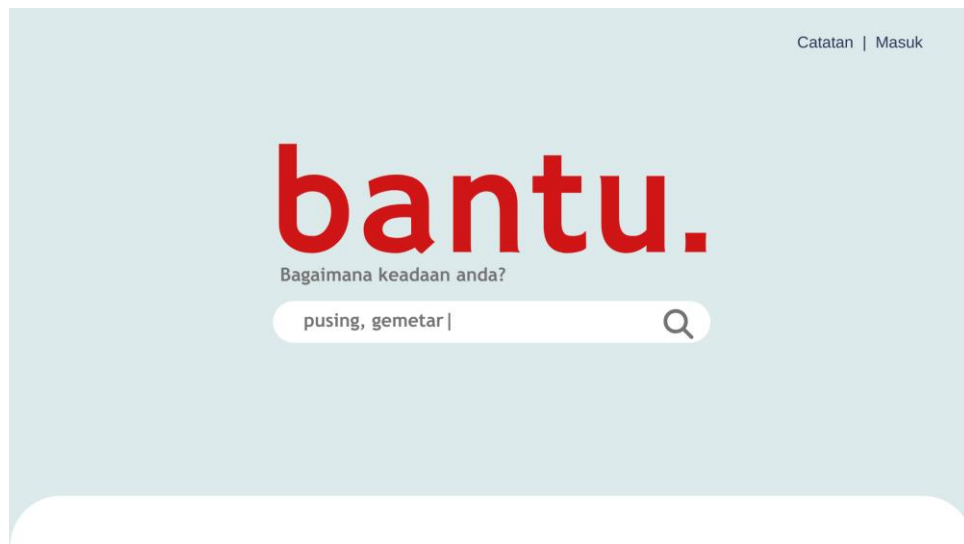 Catatan | Masuk
bantu.
Bagaimana keadaan anda?
pusing, gemetar|